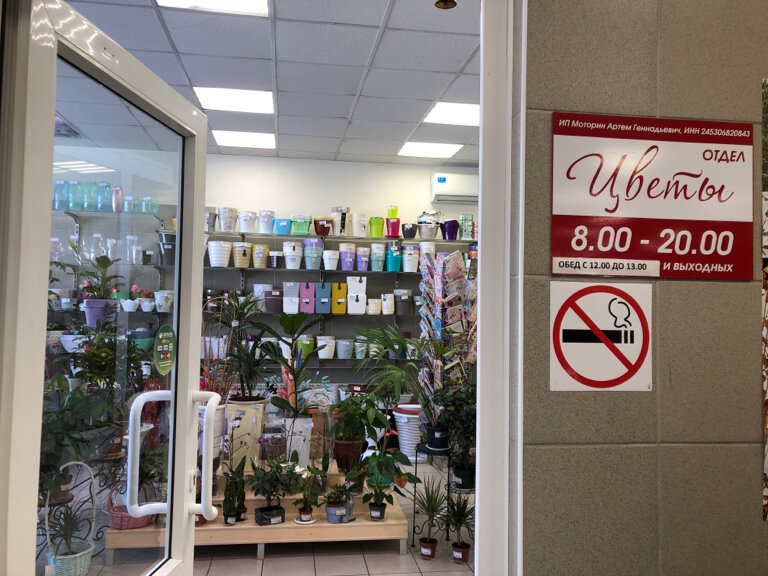 ИП Моторин Артем Геннадьевич, ИНН 245306820843
ОТДЕЛ
Цветы
8.00 - 20.00
ОБЕД С 12.00 ДО 13.00 И ВЫХОДНЫХ